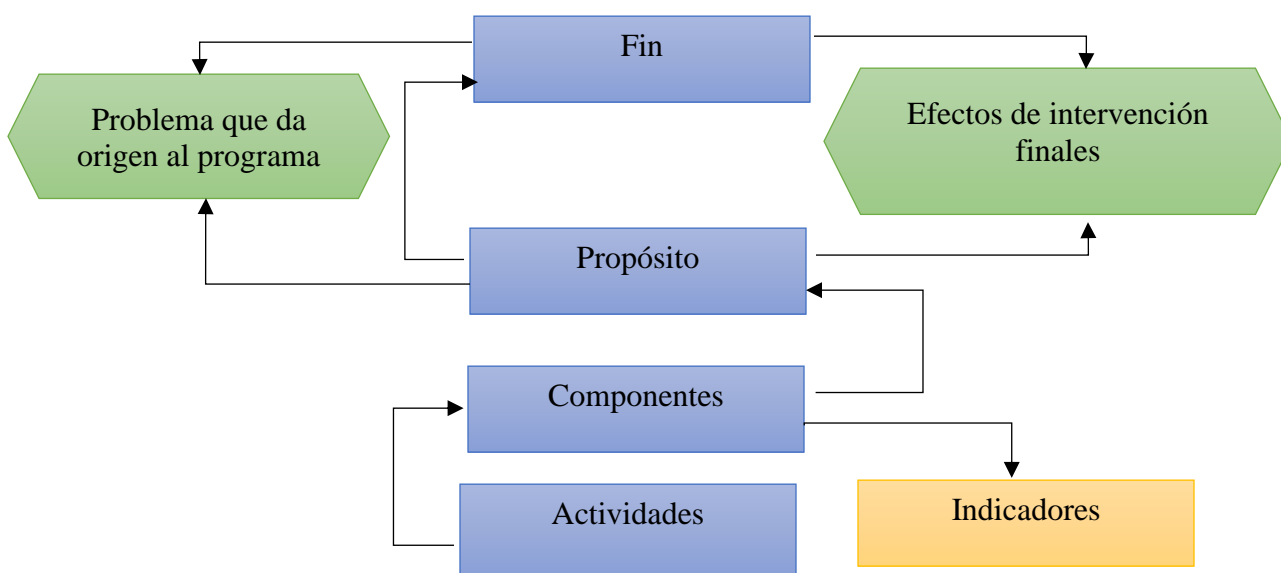 Fin
Problema que da
origen al programa
Efectos de intervención
finales
Propósito
Componentes
Actividades
Indicadores